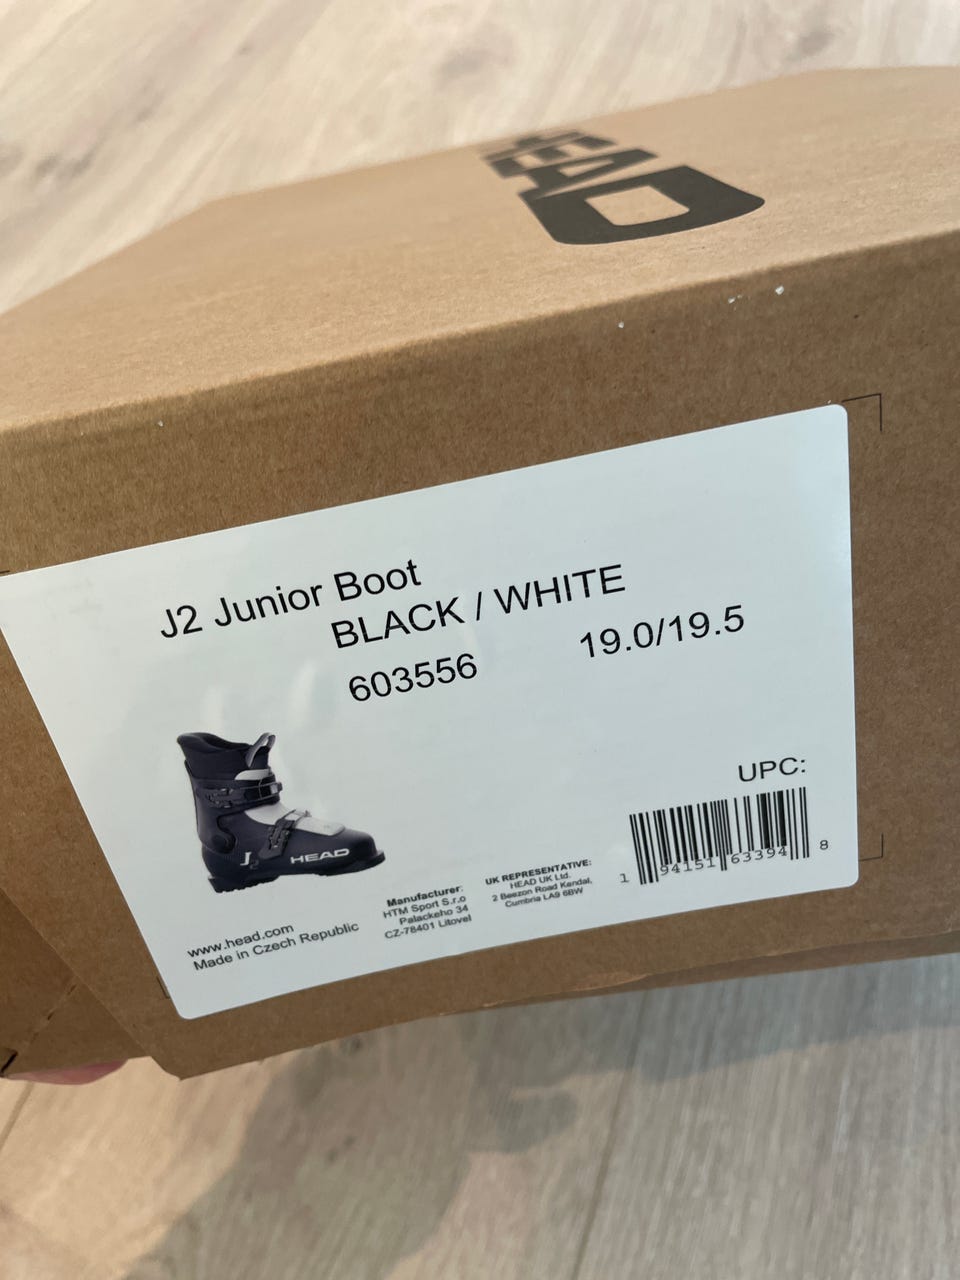 HEAD
J2 Junior Boot
BLACK / WHITE
603556 19.0/19.5
J2
HEAD
UPC:
1 94151 63394 8
www.head.com
Made in Czech Republic
Manufacturer:
HTM Sport S.r.o
Palackeho 34
CZ-78401 Litovel
UK REPRESENTATIVE:
HEAD UK Ltd.
2 Beezon Road Kendal,
Cumbria LA9 6BW